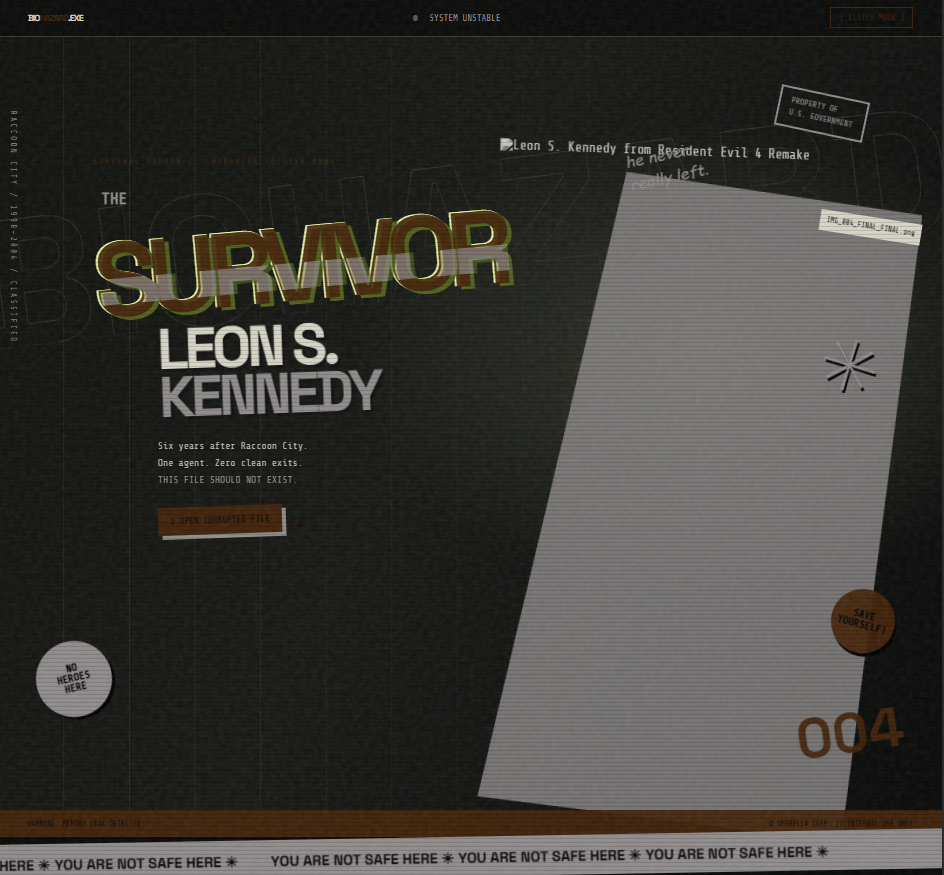 BIOHAZARD.EXE
SYSTEM UNSTABLE
[ GLITCH MODE ]
RACCOON CITY / 1998-2004 / CLASSIFIED
PROPERTY OF
U.S. GOVERNMENT
Leon S. Kennedy from Resident Evil 4 Remake
he never
really left.
IMG_004_FINAL_FINAL.png
THE
SURVIVOR
LEON S.
KENNEDY
Six years after Raccoon City.
One agent. Zero clean exits.
THIS FILE SHOULD NOT EXIST.
OPEN CORRUPTED FILE
SAVE
YOURSELF!
NO
HEROES
HERE
004
WARNING: MEMORY LEAK DETECTED
© UMBRELLA CORP. // INTERNAL USE ONLY
HERE ✳ YOU ARE NOT SAFE HERE ✳ YOU ARE NOT SAFE HERE ✳ YOU ARE NOT SAFE HERE ✳ YOU ARE NOT SAFE HERE ✳